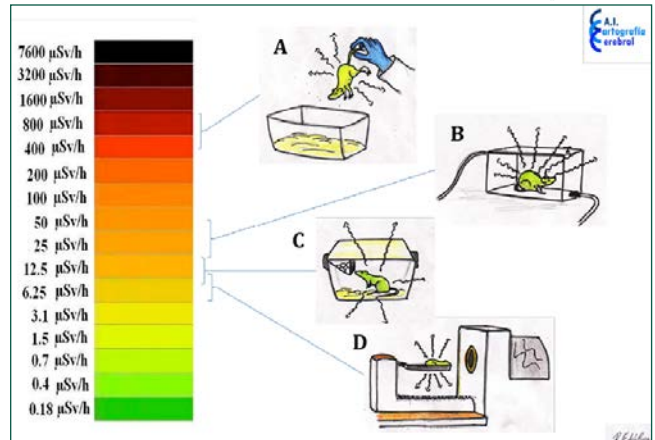 7600 µSv/h
3200 µSv/h
1600 µSv/h
800 µSv/h
400 µSv/h
200 µSv/h
100 µSv/h
50 µSv/h
25 µSv/h
12.5 µSv/h
6.25 µSv/h
3.1 µSv/h
1.5 µSv/h
0.7 µSv/h
0.4 µSv/h
0.18 µSv/h
A
B
C
D
A.I.
Cartografía
Cerebral